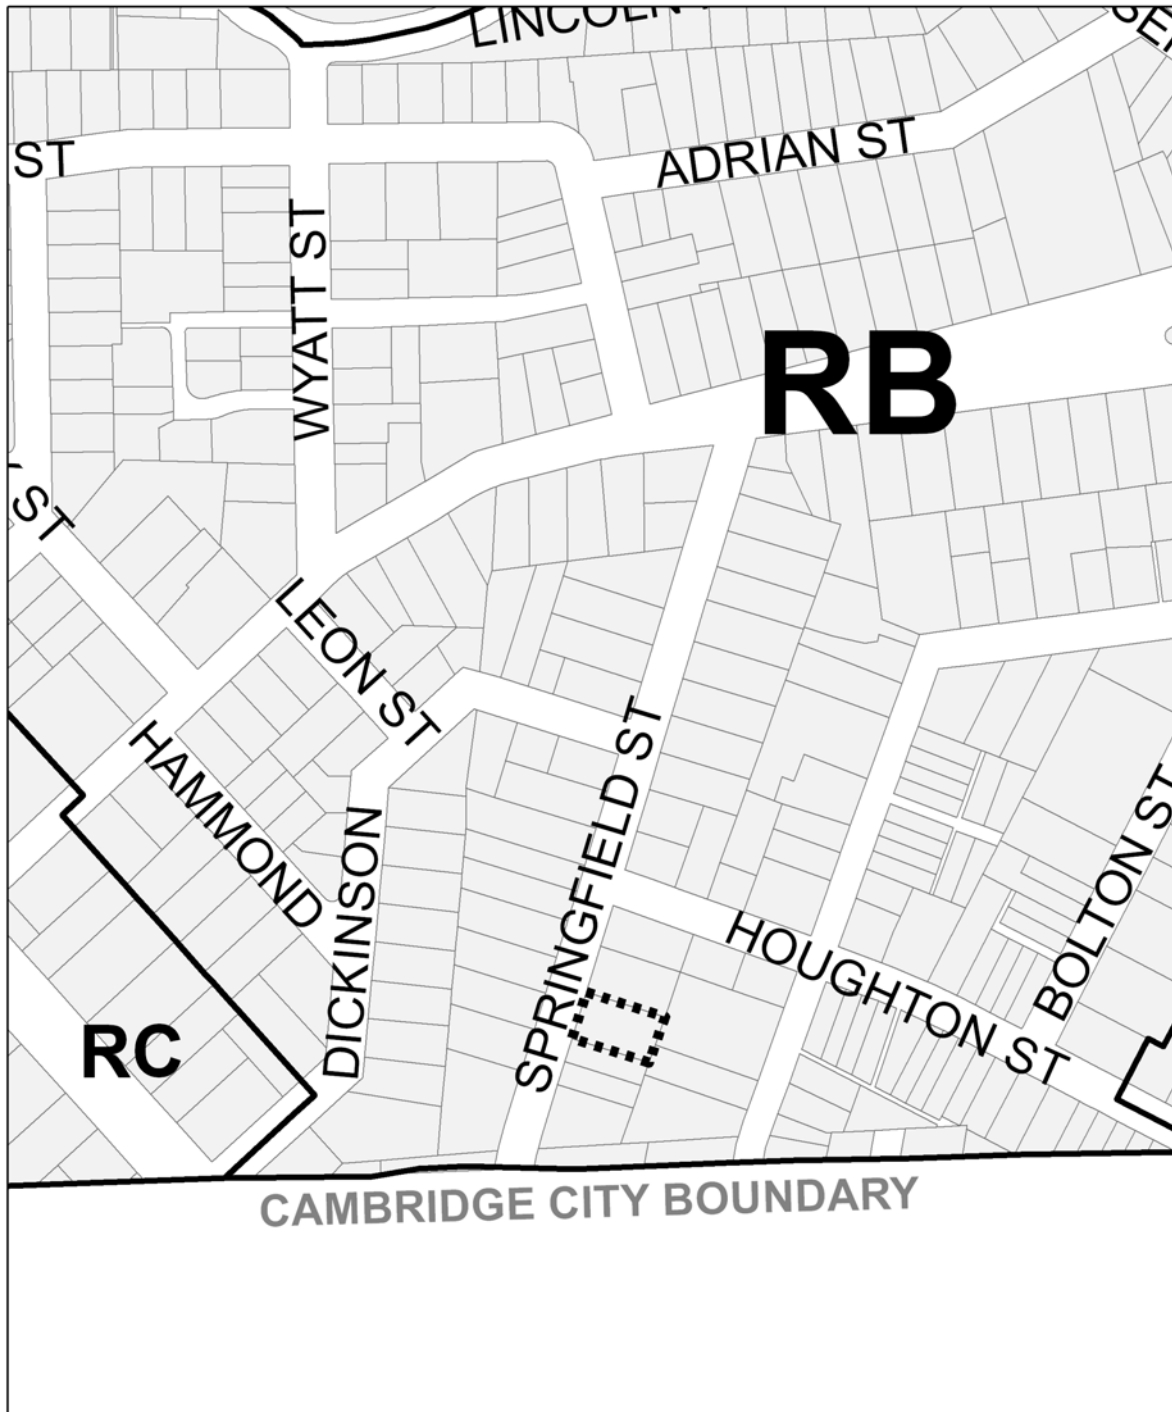 LINCOLN
ST
ADRIAN ST
WYATT ST
RB
ST
LEON ST
HAMMOND
DICKINSON
SPRINGFIELD ST
HOUGHTON ST
BOLTON ST
RC
CAMBRIDGE CITY BOUNDARY